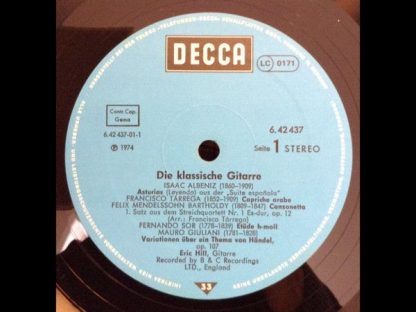 DECCA
LC 0171
Contr. Cap.
Gema
6.42 437-01-1
℗ 1974
6.42 437
Seite 1 STEREO
Die klassische Gitarre
ISAAC ALBENIZ (1860-1909)
Asturias (Leyenda) aus der „Suite española“
FRANCISCO TÁRREGA (1852-1909) Capricho arabe
FELIX MENDELSSOHN BARTHOLDY (1809-1847) Canzonetta
1. Satz aus dem Streichquartett Nr. 1 Es-dur, op. 12
(Arr.: Francisco Tárrega)
FERNANDO SOR (1778-1839) Etüde h-moll
MAURO GIULIANI (1781-1828)
Variationen über ein Thema von Händel,
op. 107
Eric Hill, Gitarre
Recorded by B & C Recordings
LTD., England
33